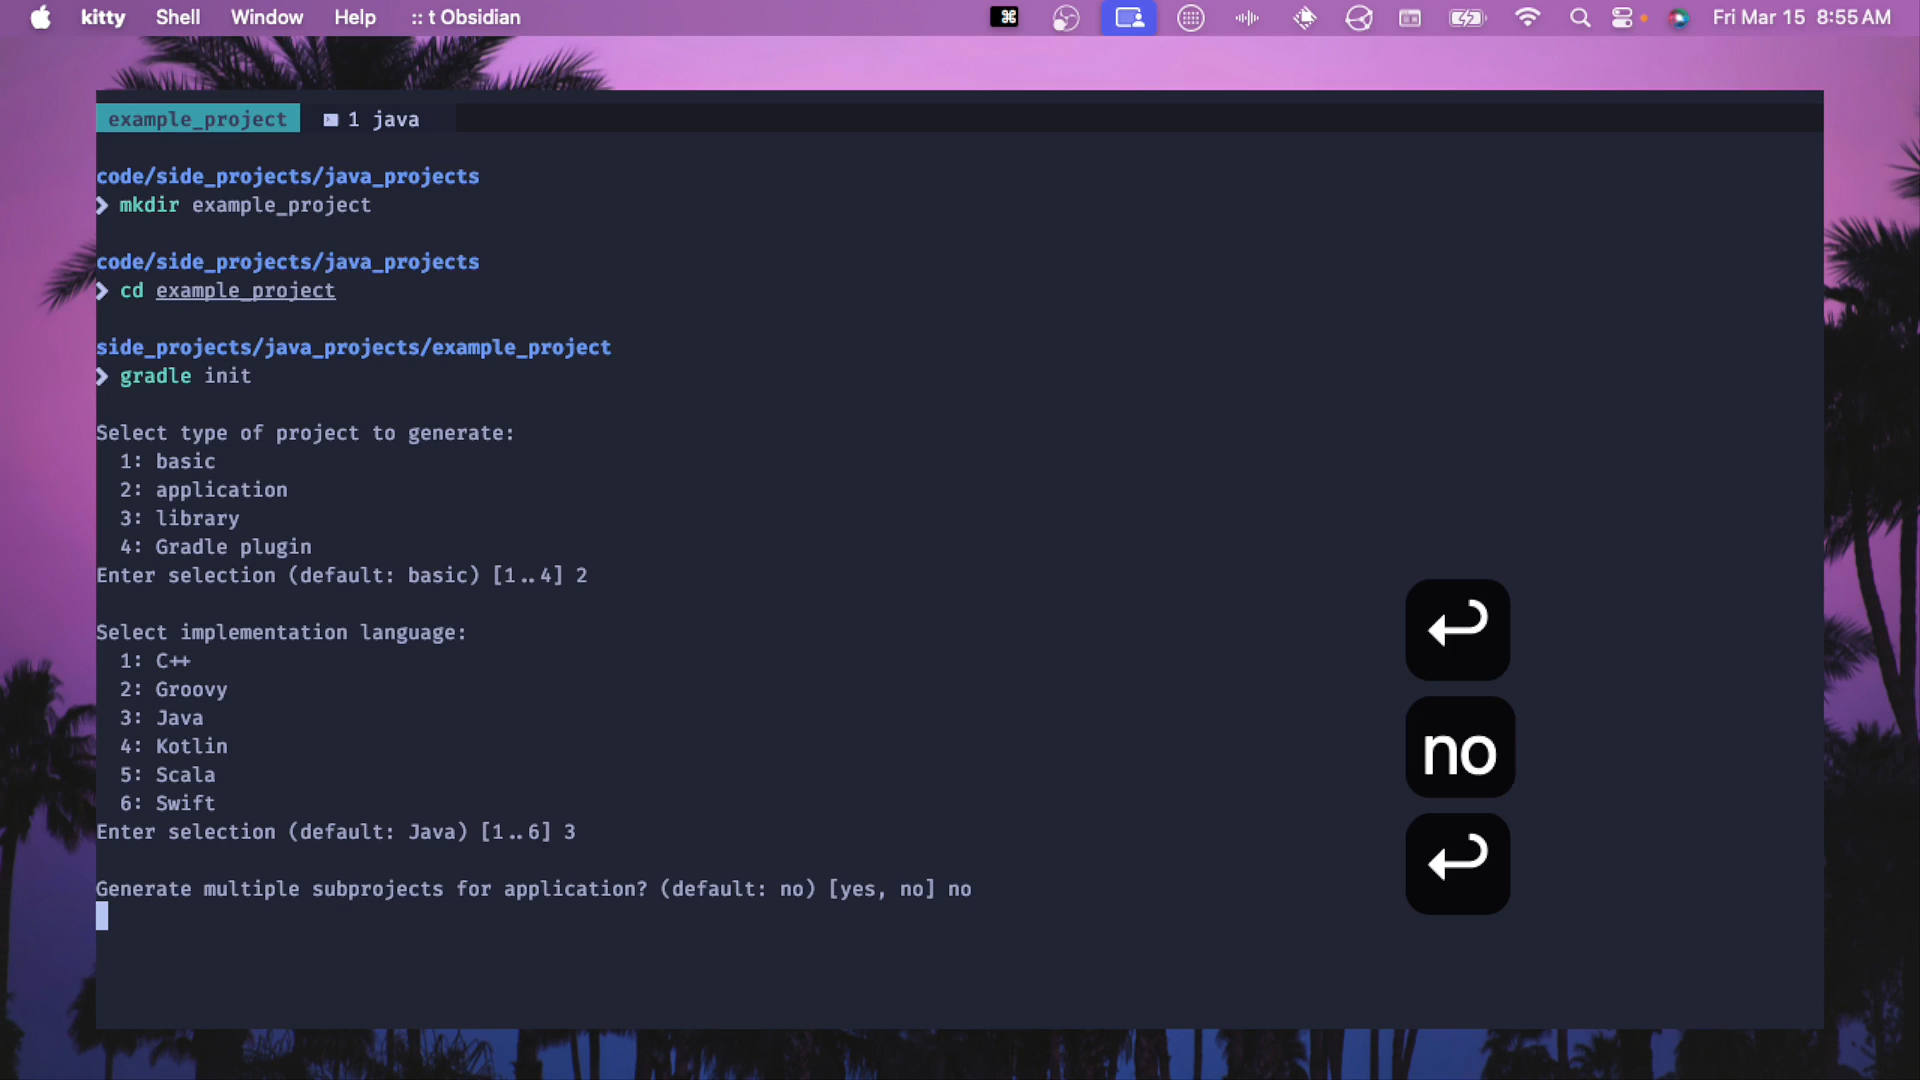 kitty Shell Window Help :: t Obsidian Fri Mar 15 8:55 AM
example_project 1 java
code/side_projects/java_projects
❯ mkdir example_project
code/side_projects/java_projects
❯ cd example_project
side_projects/java_projects/example_project
❯ gradle init
Select type of project to generate:
1: basic
2: application
3: library
4: Gradle plugin
Enter selection (default: basic) [1..4] 2
Select implementation language:
1: C++
2: Groovy
3: Java
4: Kotlin
5: Scala
6: Swift
Enter selection (default: Java) [1..6] 3
Generate multiple subprojects for application? (default: no) [yes, no] no
no